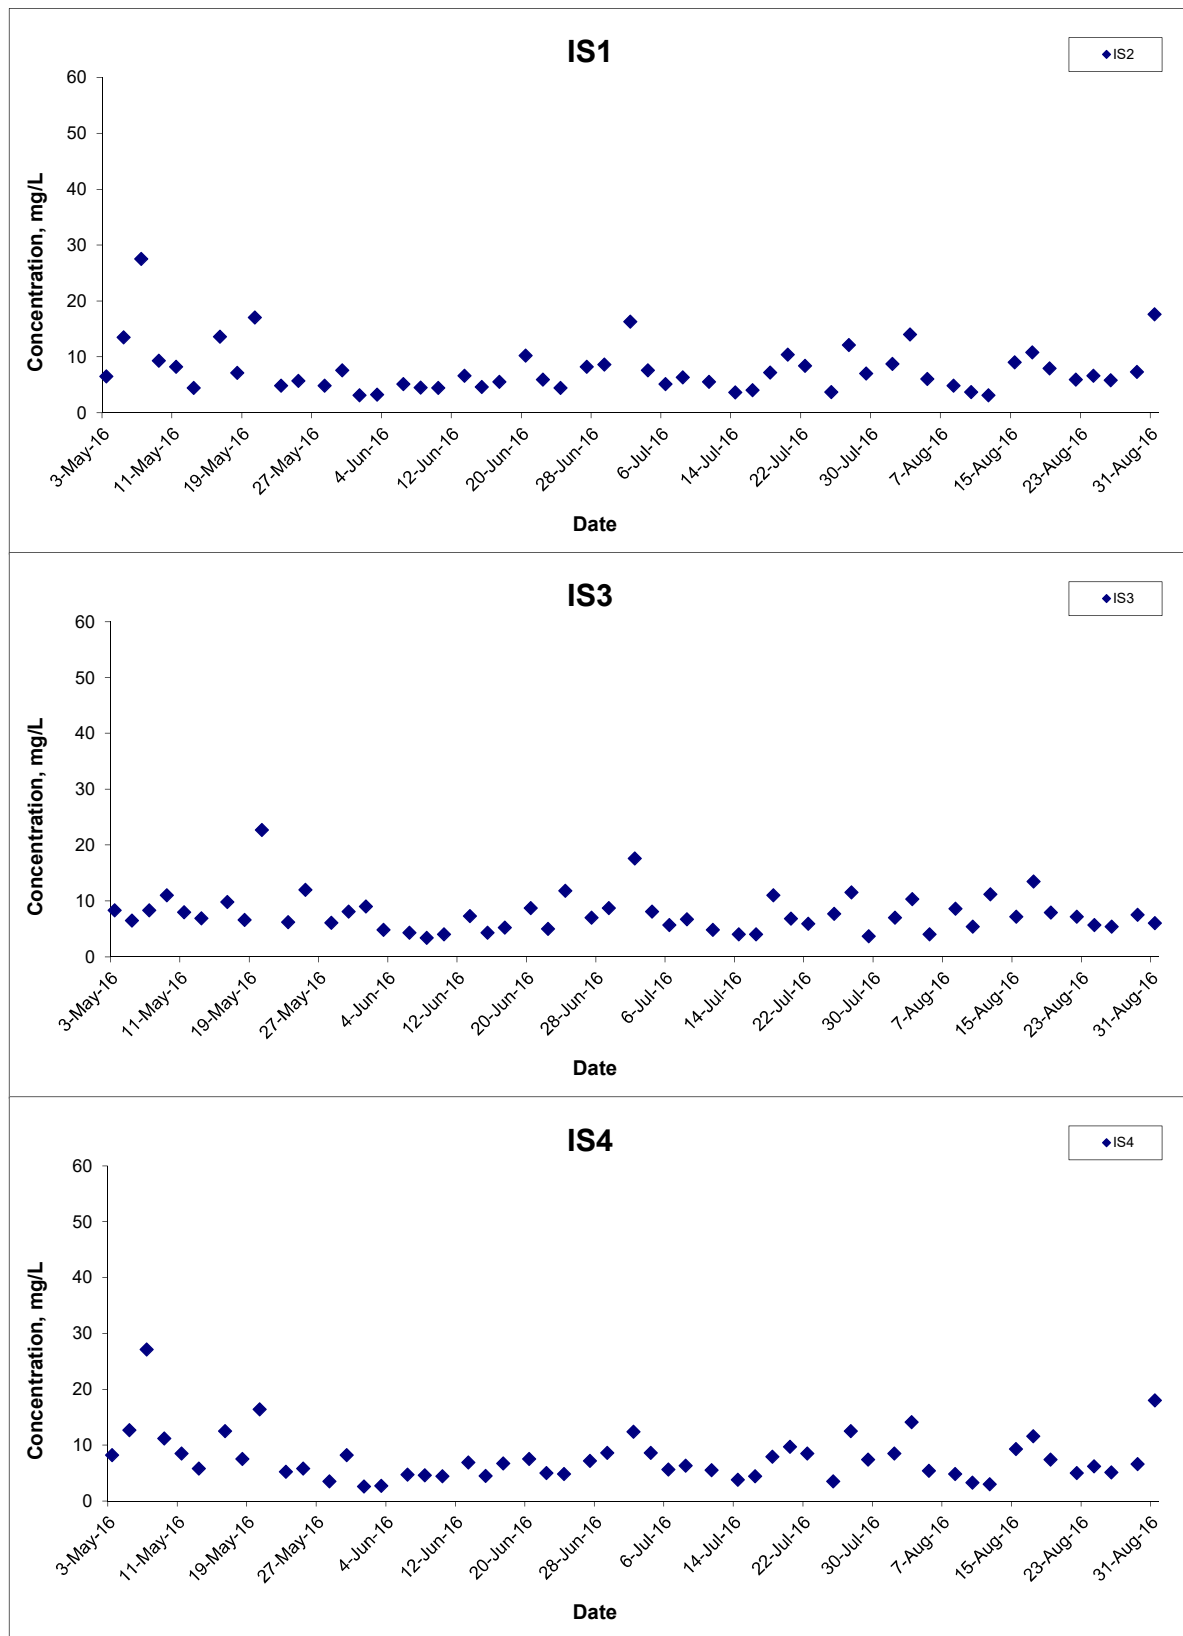 IS1
IS2
60
50
40
30
20
10
0
Concentration, mg/L
3-May-16
11-May-16
19-May-16
27-May-16
4-Jun-16
12-Jun-16
20-Jun-16
28-Jun-16
6-Jul-16
14-Jul-16
22-Jul-16
30-Jul-16
7-Aug-16
15-Aug-16
23-Aug-16
31-Aug-16
Date
IS3
IS3
60
50
40
30
20
10
0
Concentration, mg/L
3-May-16
11-May-16
19-May-16
27-May-16
4-Jun-16
12-Jun-16
20-Jun-16
28-Jun-16
6-Jul-16
14-Jul-16
22-Jul-16
30-Jul-16
7-Aug-16
15-Aug-16
23-Aug-16
31-Aug-16
Date
IS4
IS4
60
50
40
30
20
10
0
Concentration, mg/L
3-May-16
11-May-16
19-May-16
27-May-16
4-Jun-16
12-Jun-16
20-Jun-16
28-Jun-16
6-Jul-16
14-Jul-16
22-Jul-16
30-Jul-16
7-Aug-16
15-Aug-16
23-Aug-16
31-Aug-16
Date